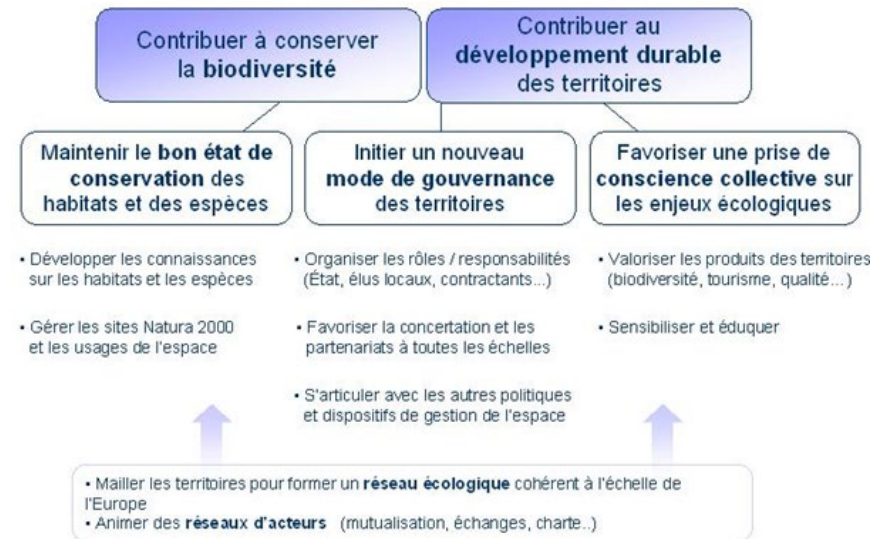 Contribuer à conserver
la biodiversité
Contribuer au
développement durable
des territoires
Maintenir le bon état de
conservation des
habitats et des espèces
Initier un nouveau
mode de gouvernance
des territoires
Favoriser une prise de
conscience collective sur
les enjeux écologiques
• Développer les connaissances
sur les habitats et les espèces
• Gérer les sites Natura 2000
et les usages de l'espace
• Organiser les rôles / responsabilités
(État, élus locaux, contractants...)
• Favoriser la concertation et les
partenariats à toutes les échelles
• S'articuler avec les autres politiques
et dispositifs de gestion de l'espace
• Valoriser les produits des territoires
(biodiversité, tourisme, qualité...)
• Sensibiliser et éduquer
• Mailler les territoires pour former un réseau écologique cohérent à l'échelle de
l'Europe
• Animer des réseaux d'acteurs (mutualisation, échanges, charte..)